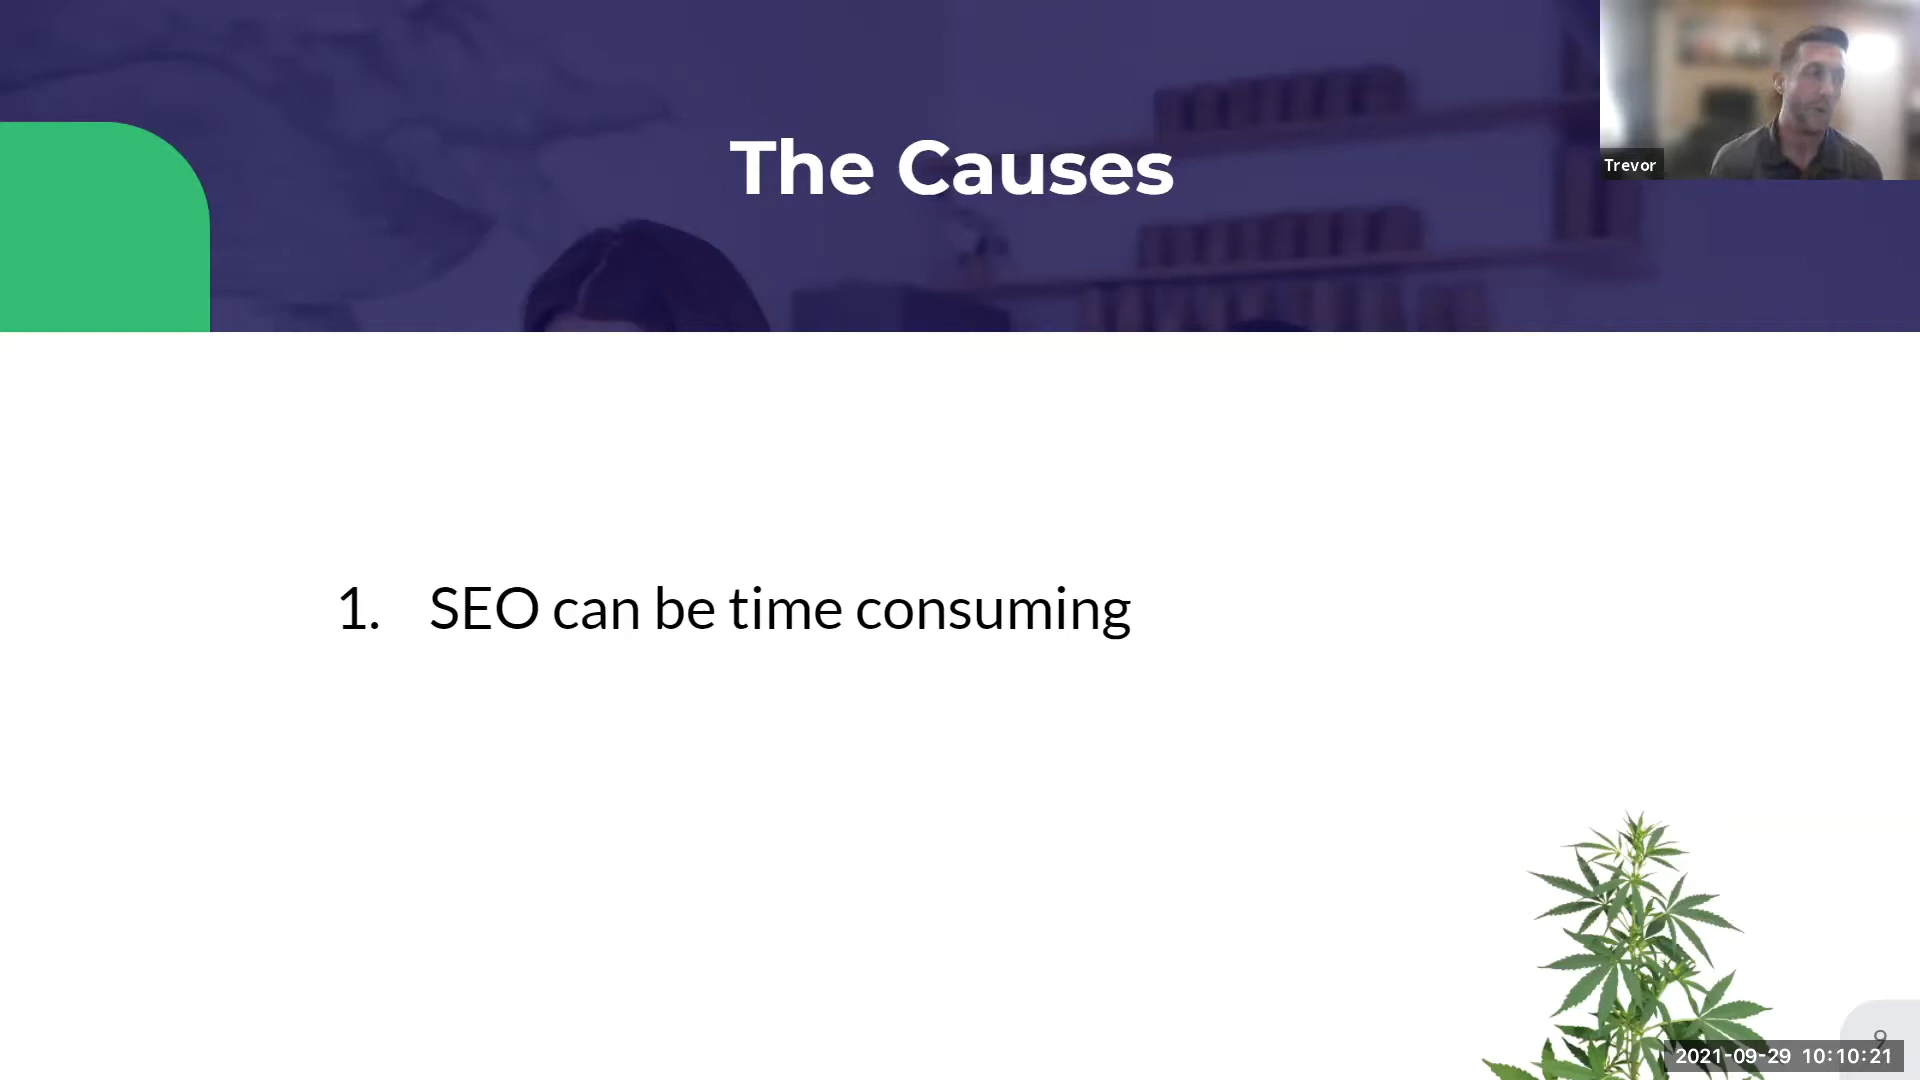 The Causes
Trevor
1. SEO can be time consuming
9
2021-09-29 10:10:21